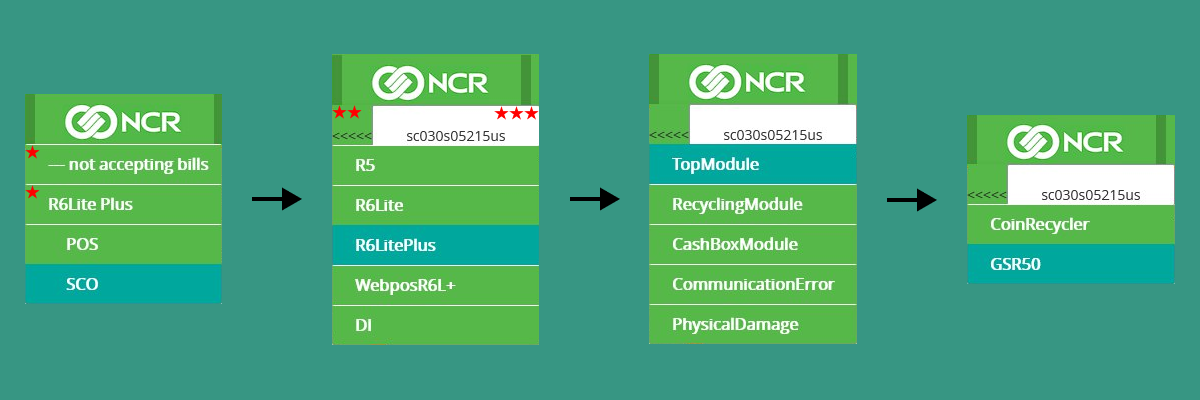 NCR
— not accepting bills
R6Lite Plus
POS
SCO
NCR
<<<<< sc030s05215us
R5
R6Lite
R6LitePlus
WebposR6L+
DI
NCR
<<<<< sc030s05215us
TopModule
RecyclingModule
CashBoxModule
CommunicationError
PhysicalDamage
NCR
<<<<< sc030s05215us
CoinRecycler
GSR50